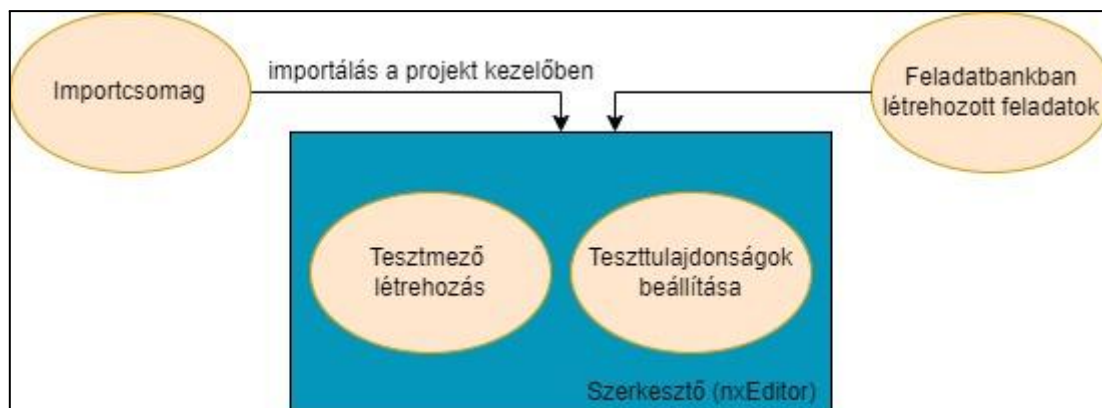 Importcsomag
importálás a projekt kezelőben
Feladatbankban
létrehozott feladatok
Tesztmező
létrehozás
Teszttulajdonságok
beállítása
Szerkesztő (nxEditor)